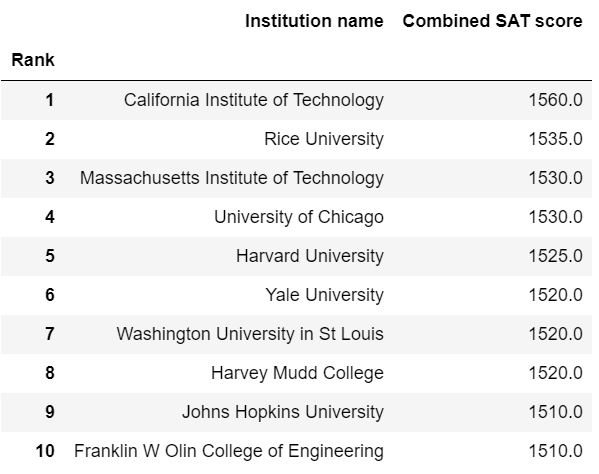 Institution name Combined SAT score
Rank
1 California Institute of Technology 1560.0
2 Rice University 1535.0
3 Massachusetts Institute of Technology 1530.0
4 University of Chicago 1530.0
5 Harvard University 1525.0
6 Yale University 1520.0
7 Washington University in St Louis 1520.0
8 Harvey Mudd College 1520.0
9 Johns Hopkins University 1510.0
10 Franklin W Olin College of Engineering 1510.0